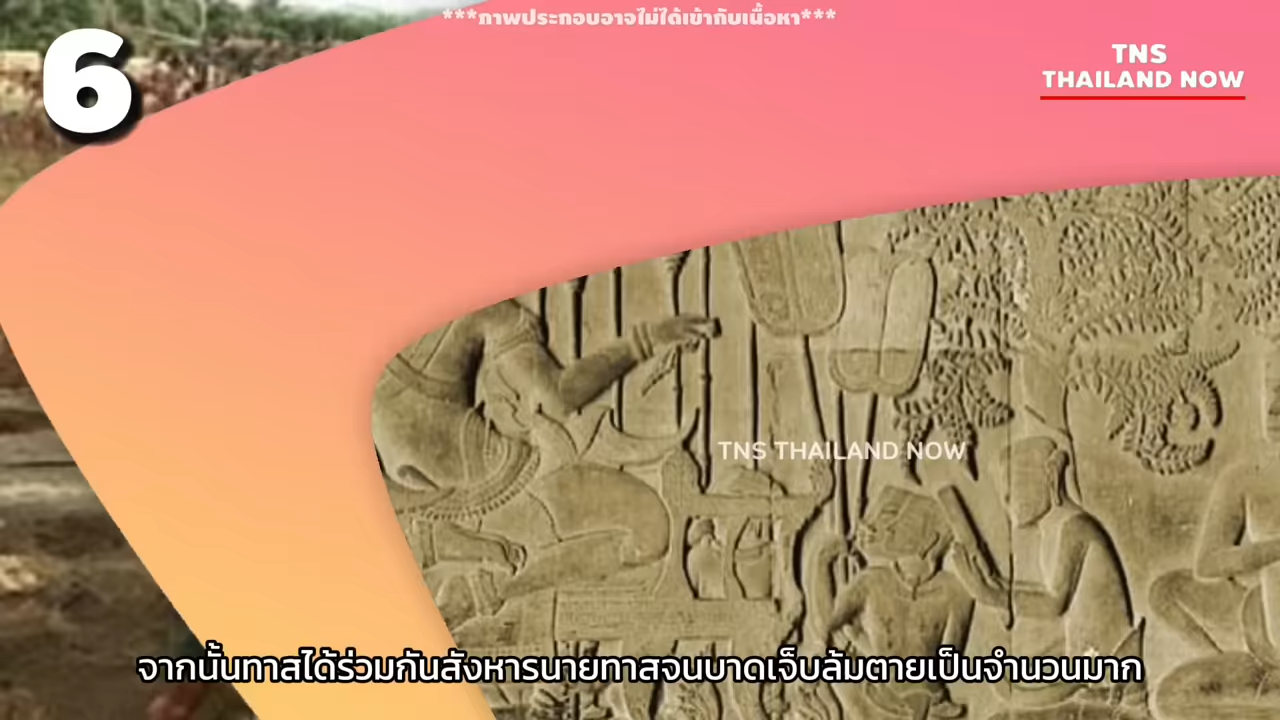 ***ภาพประกอบอาจไม่ได้เข้ากับเนื้อหา***
6
TNS
THAILAND NOW
TNS THAILAND NOW
จากนั้นทาสได้ร่วมกันสังหารนายทาสจนบาดเจ็บล้มตายเป็นจำนวนมาก